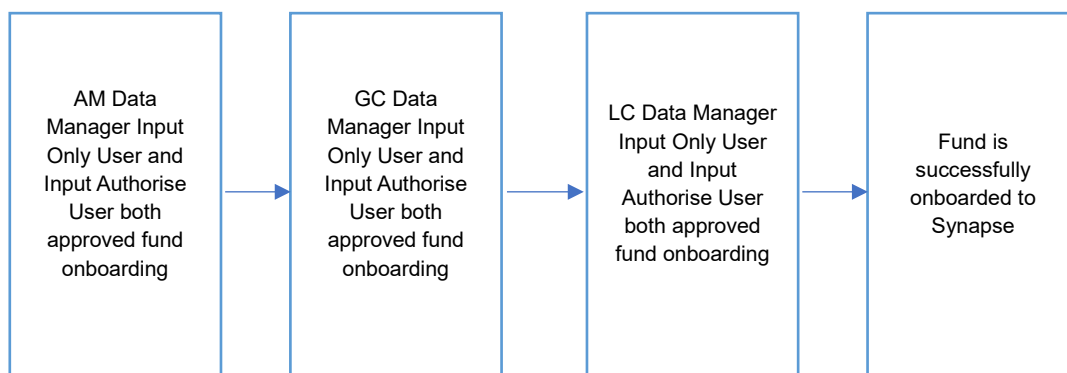 AM Data
Manager Input
Only User and
Input Authorise
User both
approved fund
onboarding
GC Data
Manager Input
Only User and
Input Authorise
User both
approved fund
onboarding
LC Data Manager
Input Only User
and Input
Authorise User
both approved
fund onboarding
Fund is
successfully
onboarded to
Synapse